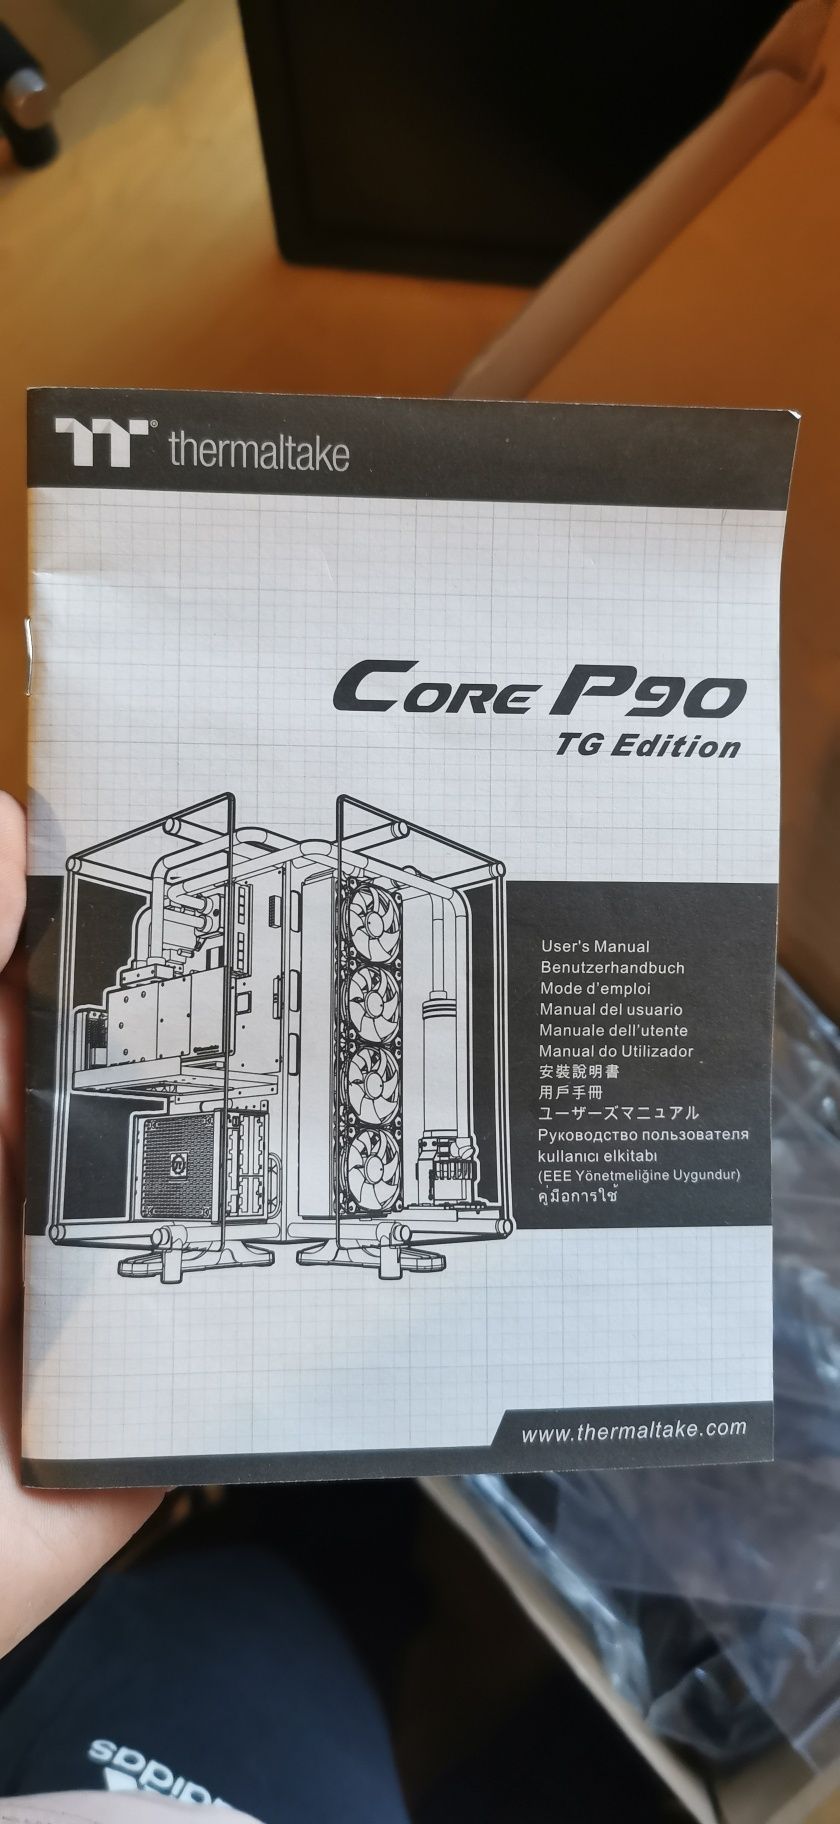 thermaltake
Core P90
TG Edition
User's Manual
Benutzerhandbuch
Mode d'emploi
Manual del usuario
Manuale dell'utente
Manual do Utilizador
安裝說明書
用戶手冊
ユーザーズマニュアル
Руководство пользователя
kullanıcı elkitabı
(EEE Yönetmeliğine Uygundur)
คู่มือการใช้
www.thermaltake.com
adidas